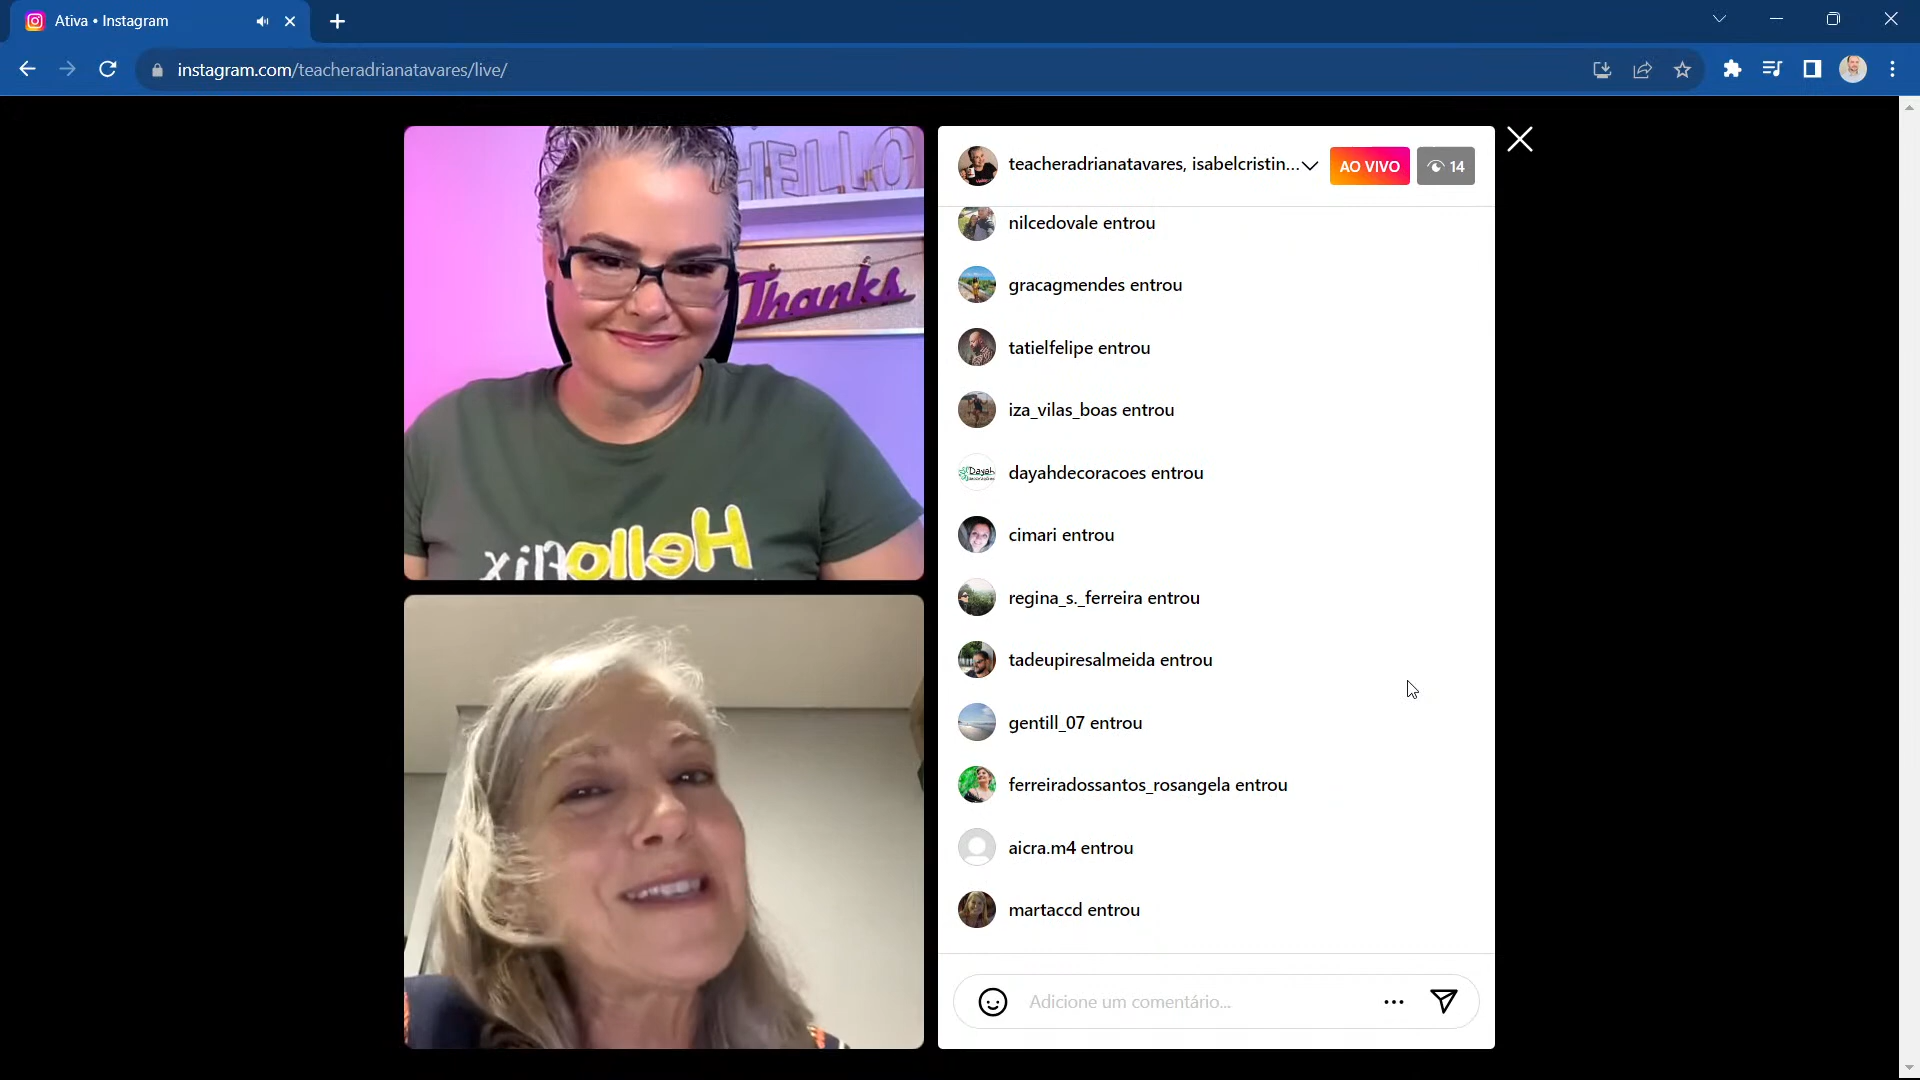 Ativa • Instagram
instagram.com/teacheradrianatavares/live/
HELLO
Thanks
Helloflix
teacheradrianatavares, isabelcristin...
AO VIVO
14
nilcedovale entrou
gracagmendes entrou
tatielfelipe entrou
iza_vilas_boas entrou
dayahdecoracoes entrou
Dayah
cimari entrou
regina_s._ferreira entrou
tadeupiresalmeida entrou
gentill_07 entrou
ferreiradossantos_rosangela entrou
aicra.m4 entrou
martaccd entrou
Adicione um comentário...